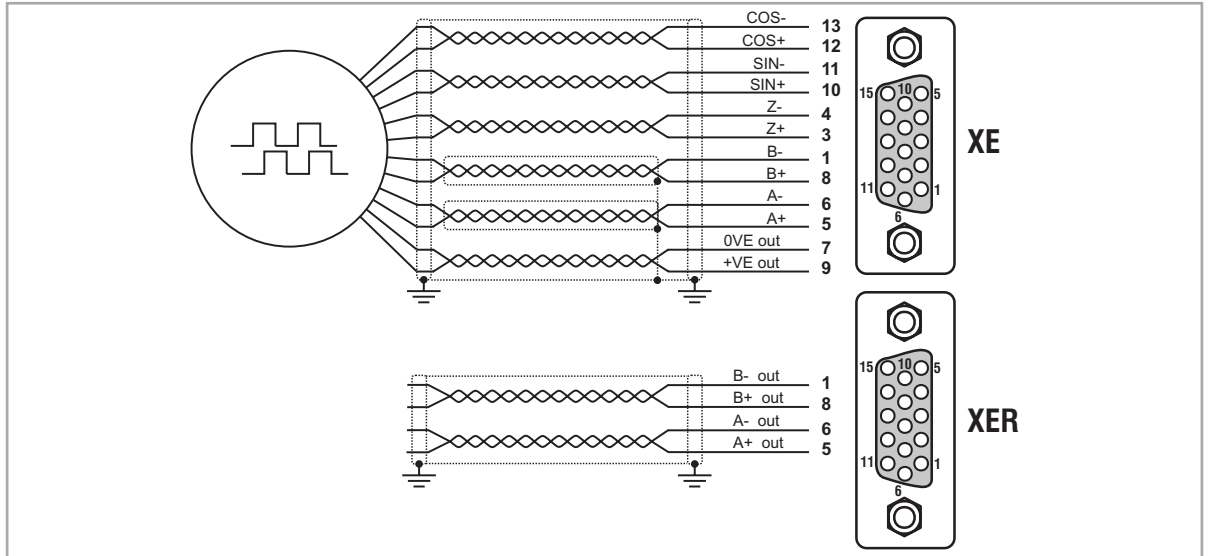 COS- 13
COS+ 12
SIN- 11
SIN+ 10
Z- 4
Z+ 3
B- 1
B+ 8
A- 6
A+ 5
0VE out 7
+VE out 9
15 10 5
11 1
6
XE
B- out 1
B+ out 8
A- out 6
A+ out 5
15 10 5
11 1
6
XER